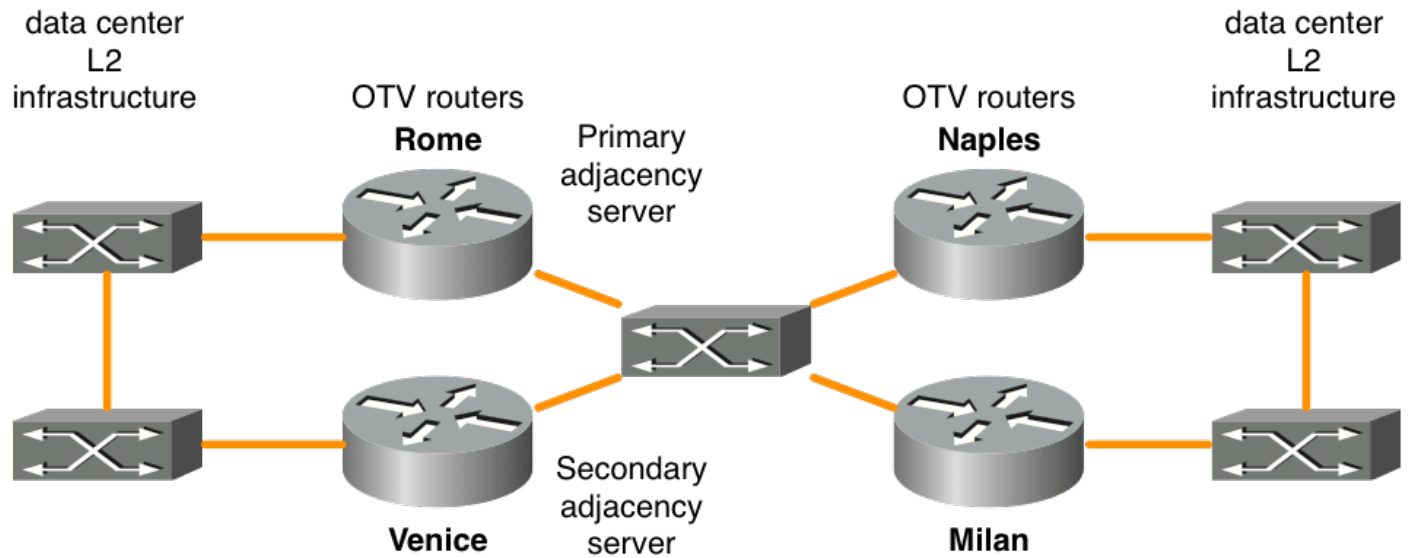 data center
L2
infrastructure
OTV routers
Rome
Primary
adjacency
server
OTV routers
Naples
data center
L2
infrastructure
Venice
Secondary
adjacency
server
Milan